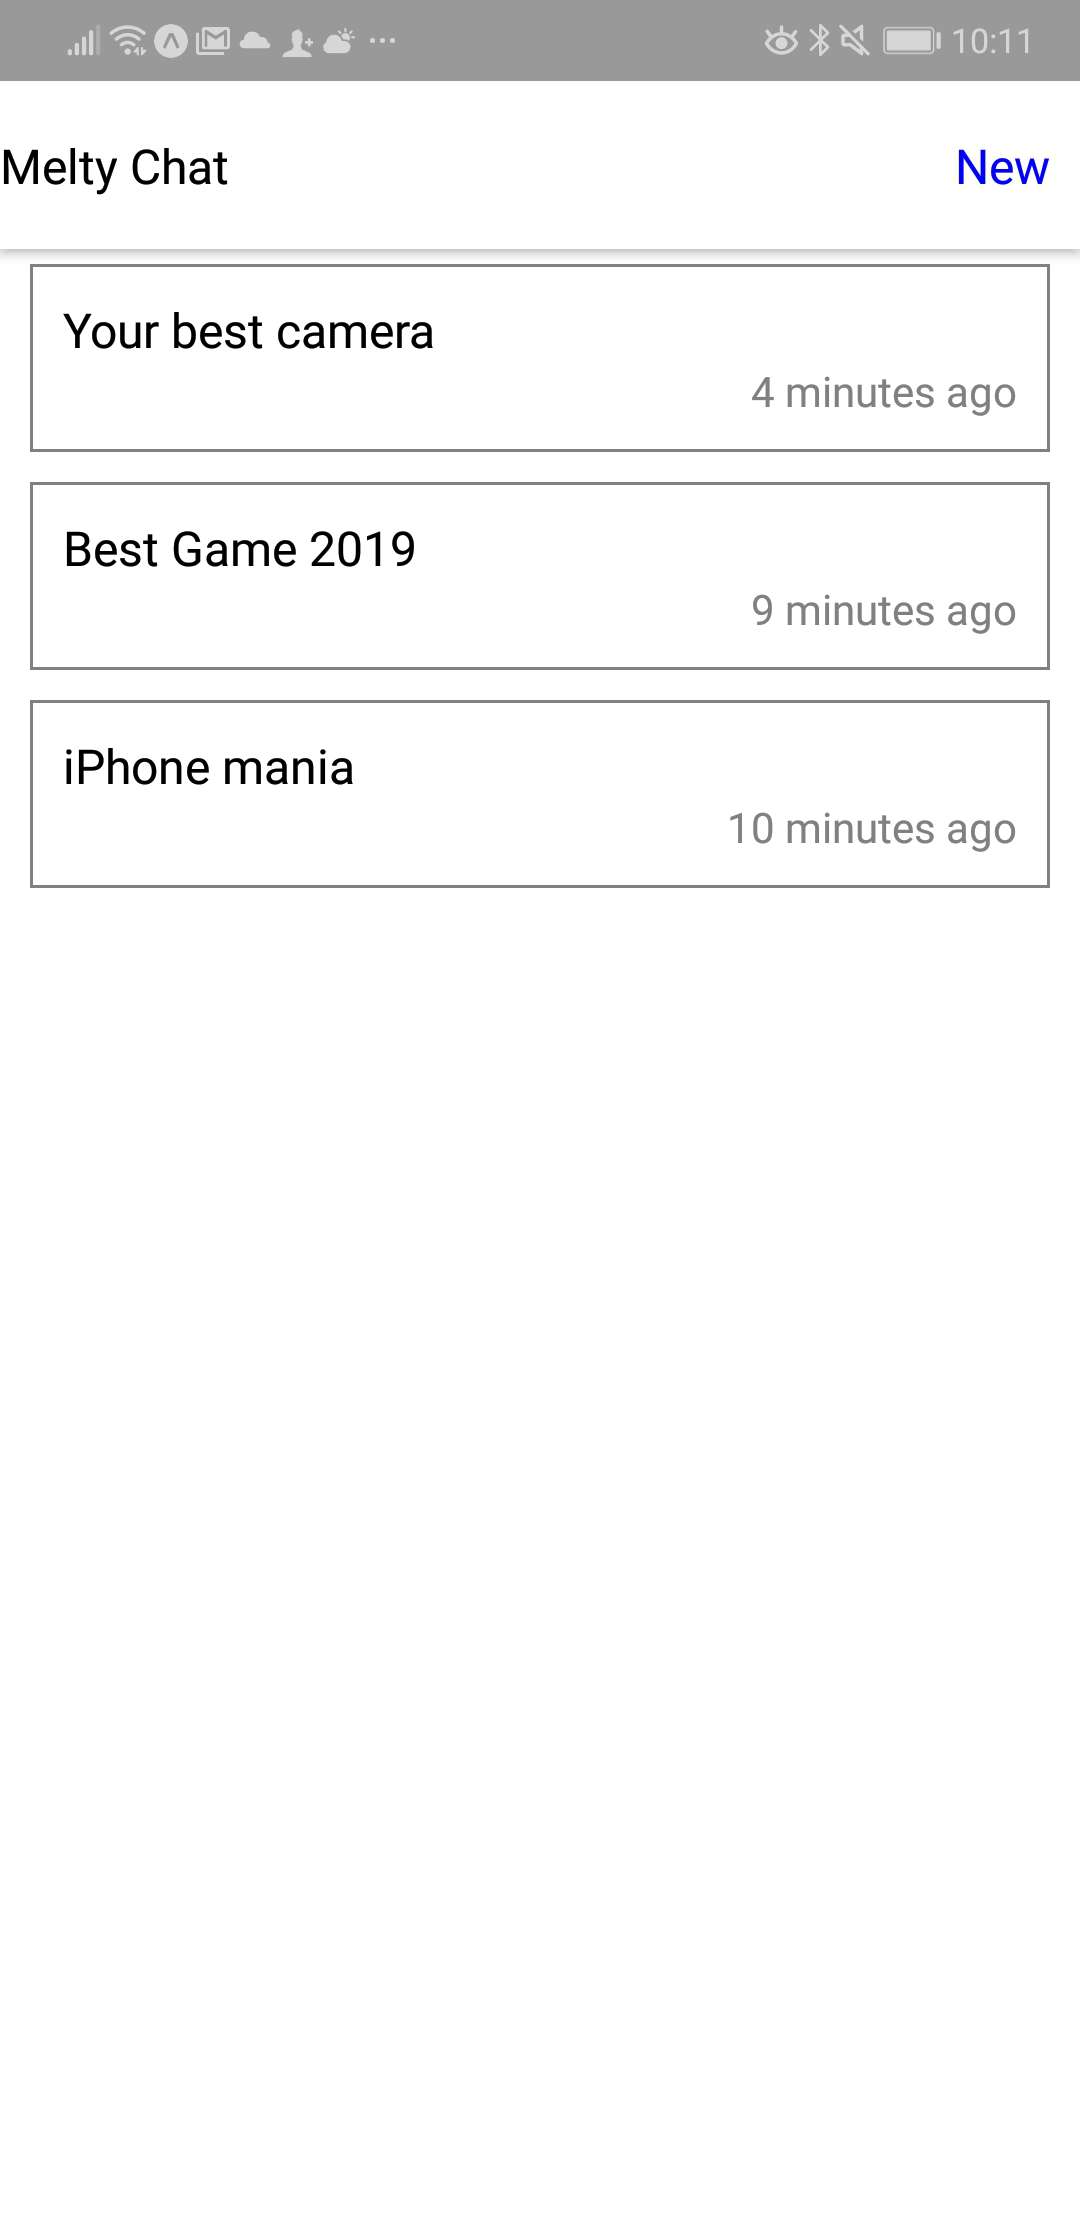 10:11
Melty Chat
New
Your best camera
4 minutes ago
Best Game 2019
9 minutes ago
iPhone mania
10 minutes ago